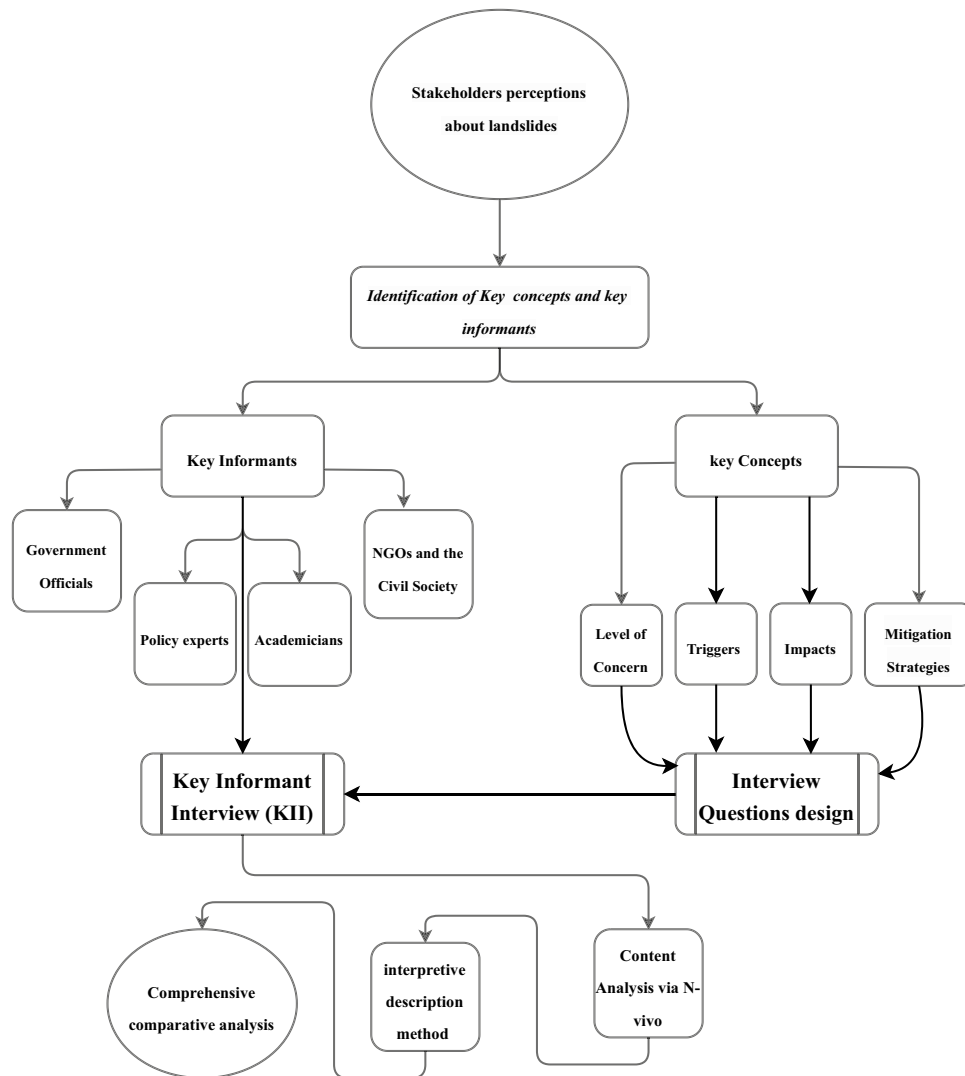 Stakeholders perceptions
about landslides
Identification of Key concepts and key
informants
Key Informants
key Concepts
Government
Officials
Policy experts
Academicians
NGOs and the
Civil Society
Level of
Concern
Triggers
Impacts
Mitigation
Strategies
Key Informant
Interview (KII)
Interview
Questions design
Comprehensive
comparative analysis
interpretive
description
method
Content
Analysis via N-
vivo